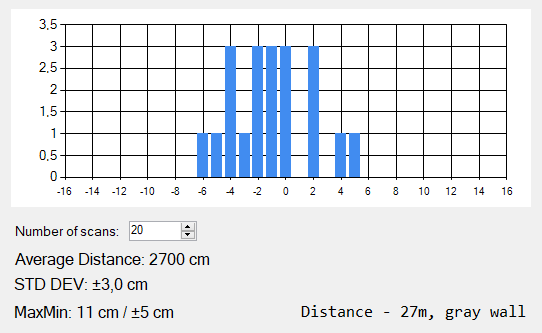 3,5
3
2,5
2
1,5
1
0,5
0
-16 -14 -12 -10 -8 -6 -4 -2 0 2 4 6 8 10 12 14 16
Number of scans: 20
Average Distance: 2700 cm
STD DEV: ±3,0 cm
MaxMin: 11 cm / ±5 cm
Distance - 27m, gray wall